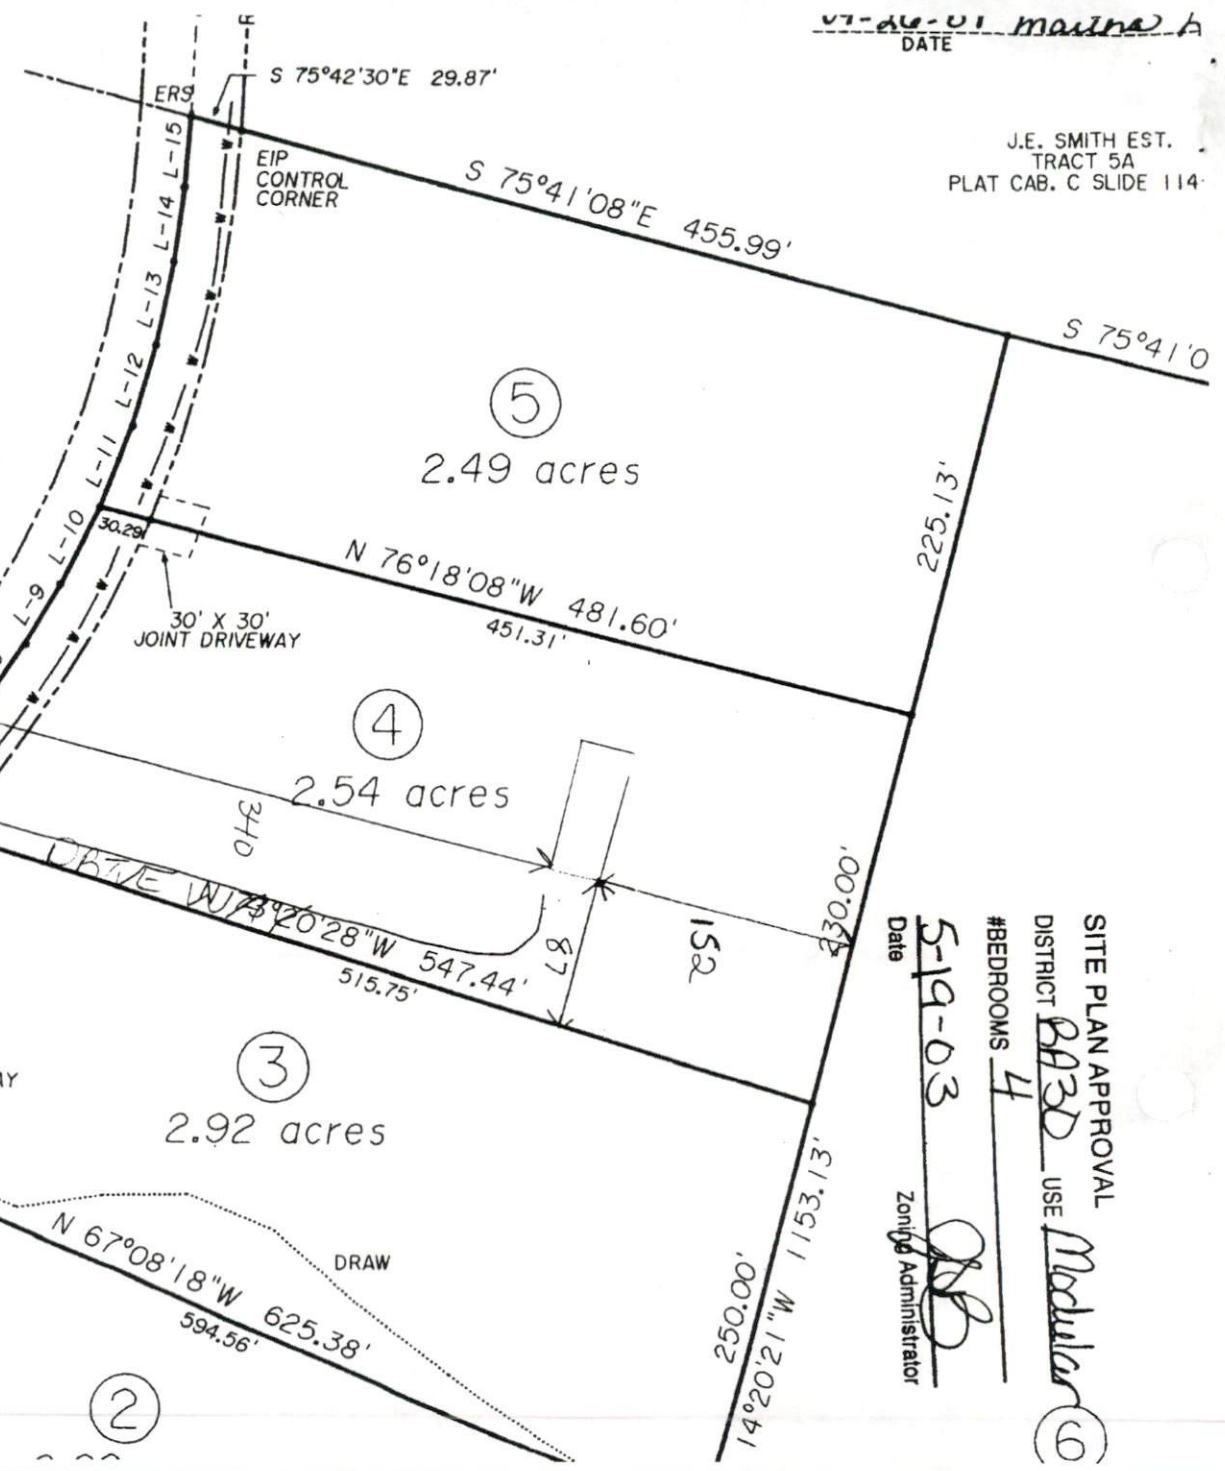 DATE
J.E. SMITH EST.
TRACT 5A
PLAT CAB. C SLIDE 114
S 75°42'30"E 29.87'
ERS
EIP
CONTROL
CORNER
S 75°41'08"E 455.99'
S 75°41'0
L-15
L-14
L-13
L-12
L-11
L-10
L-9
W
W
W
W
W
W
W
W
W
5
2.49 acres
225.13'
30.29'
N 76°18'08"W 481.60'
451.31'
30' X 30'
JOINT DRIVEWAY
4
2.54 acres
340
DRIVE WAY
73°20'28"W 547.44'
515.75'
87
152
230.00'
3
2.92 acres
N 67°08'18"W 625.38'
594.56'
DRAW
250.00'
14°20'21"W 1153.13'
2
SITE PLAN APPROVAL
DISTRICT RA30 USE Modular
#BEDROOMS 4
5-19-03
Date Zoning Administrator
6